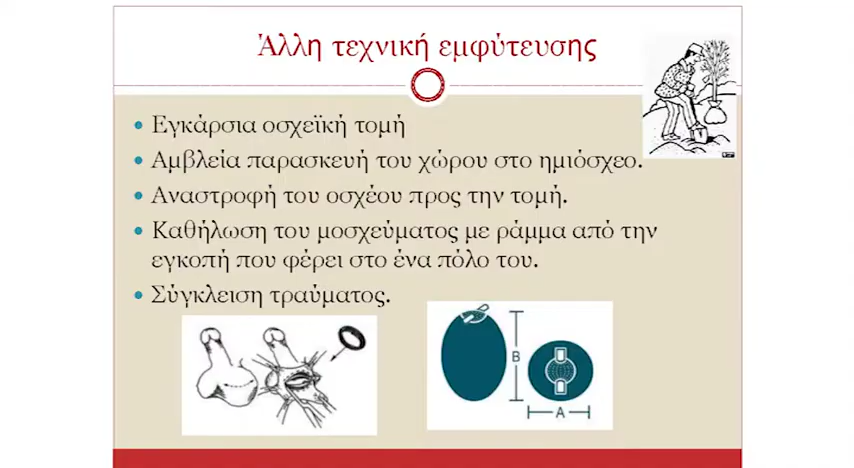 Άλλη τεχνική εμφύτευσης
Εγκάρσια οσχεϊκή τομή
Αμβλεία παρασκευή του χώρου στο ημιόσχεο.
Αναστροφή του οσχέου προς την τομή.
Καθήλωση του μοσχεύματος με ράμμα από την
εγκοπή που φέρει στο ένα πόλο του.
Σύγκλειση τραύματος.
B
A